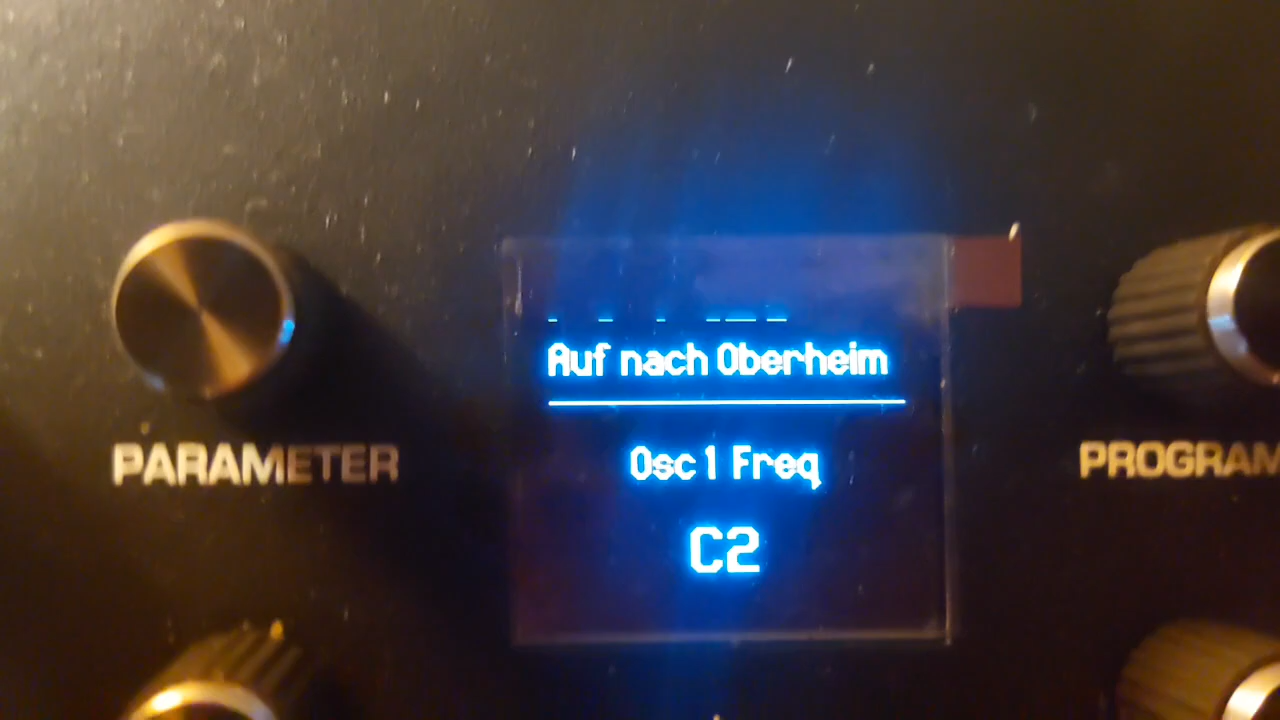 Auf nach Oberheim
PARAMETER
Osc 1 Freq
PROGRAM
C2